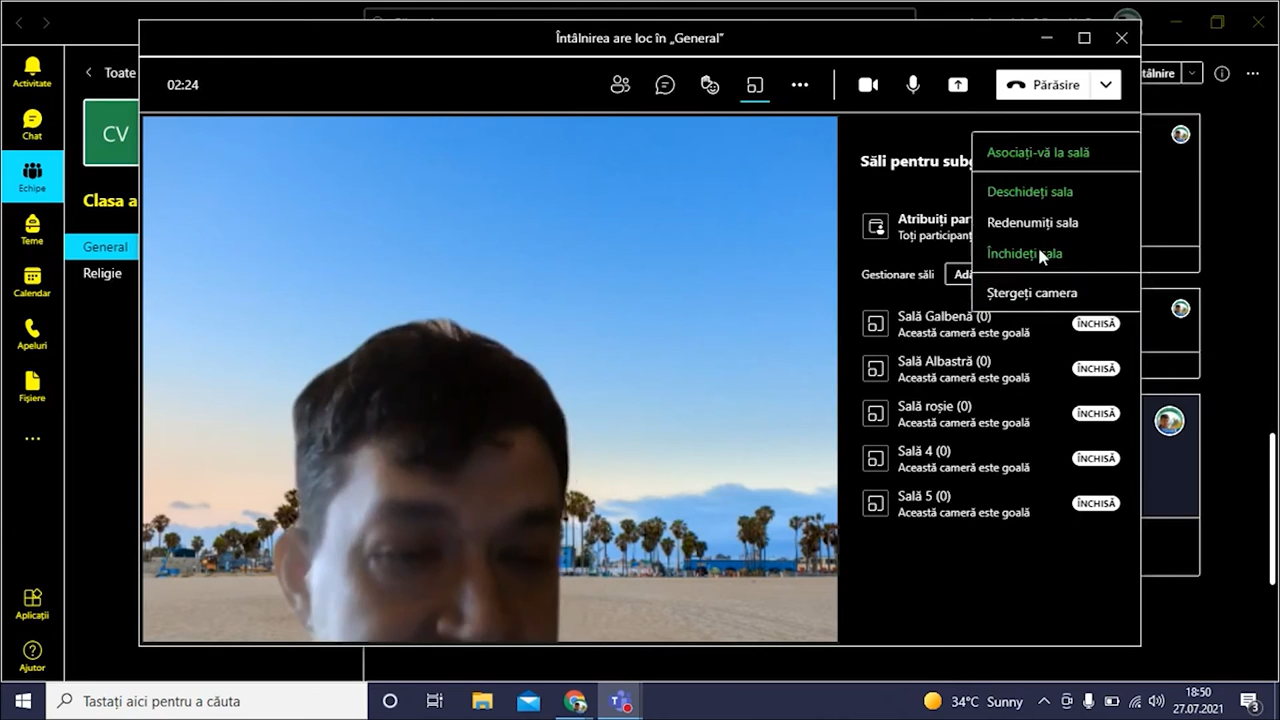 Întâlnirea are loc în „General”
02:24
Părăsire
tâlnire
Activitate
Chat
Echipe
Teme
Calendar
Apeluri
Fișiere
Aplicații
Ajutor
Toate
CV
Clasa a
General
Religie
Săli pentru sub
Asociați-vă la sală
Deschideți sala
Redenumiți sala
Închideți sala
Ștergeți camera
Atribuiți par
Toți participanț
Gestionare săli
Ada
Sală Galbenă (0)
Această cameră este goală
ÎNCHISĂ
Sală Albastră (0)
Această cameră este goală
ÎNCHISĂ
Sală roșie (0)
Această cameră este goală
ÎNCHISĂ
Sală 4 (0)
Această cameră este goală
ÎNCHISĂ
Sală 5 (0)
Această cameră este goală
ÎNCHISĂ
Tastați aici pentru a căuta
34°C Sunny
18:50
27.07.2021
3